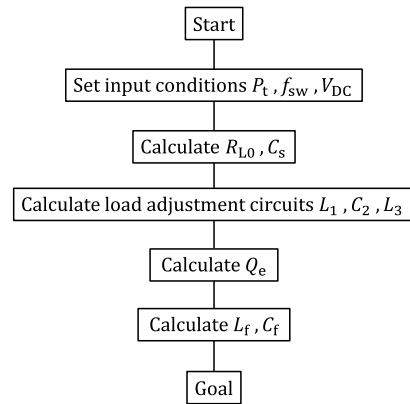 Start
Set input conditions P_t , f_sw , V_DC
Calculate R_L0 , C_s
Calculate load adjustment circuits L_1 , C_2 , L_3
Calculate Q_e
Calculate L_f , C_f
Goal